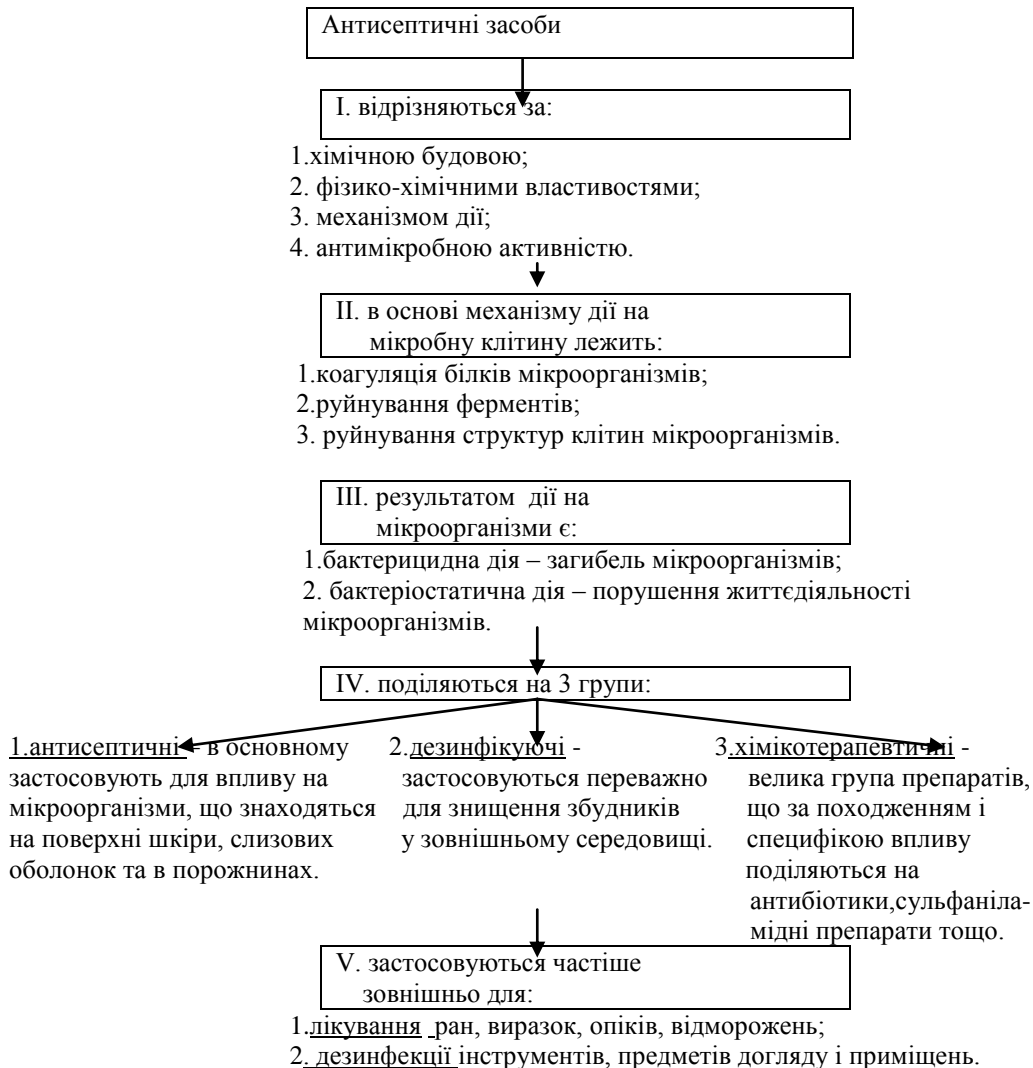 Антисептичні засоби
І. відрізняються за:
1.хімічною будовою;
2. фізико-хімічними властивостями;
3. механізмом дії;
4. антимікробною активністю.
ІІ. в основі механізму дії на
мікробну клітину лежить:
1.коагуляція білків мікроорганізмів;
2.руйнування ферментів;
3. руйнування структур клітин мікроорганізмів.
ІІІ. результатом дії на
мікроорганізми є:
1.бактерицидна дія – загибель мікроорганізмів;
2. бактеріостатична дія – порушення життєдіяльності
мікроорганізмів.
IV. поділяються на 3 групи:
1.антисептичні – в основному
застосовують для впливу на
мікроорганізми, що знаходяться
на поверхні шкіри, слизових
оболонок та в порожнинах.
2.дезинфікуючі -
застосовуються переважно
для знищення збудників
у зовнішньому середовищі.
3.хімікотерапевтичні -
велика група препаратів,
що за походженням і
специфікою впливу
поділяються на
антибіотики,сульфаніла-
мідні препарати тощо.
V. застосовуються частіше
зовнішньо для:
1.лікування ран, виразок, опіків, відморожень;
2. дезинфекції інструментів, предметів догляду і приміщень.